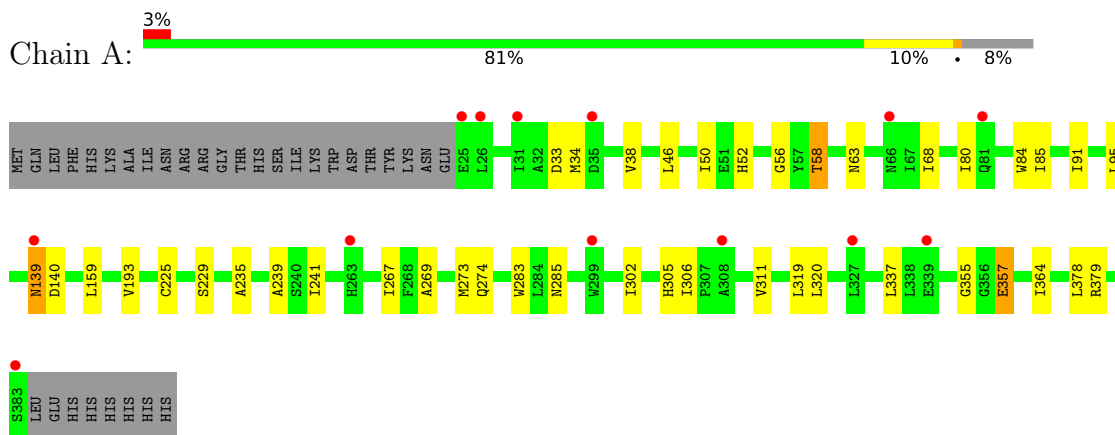 3%
Chain A:
81% 10% • 8%
MET GLN LEU PHE HIS LYS ALA ILE ASN ARG ARG GLY THR HIS SER ILE LYS TRP ASP THR TYR LYS ASN GLU E25 L26 I31 A32 D33 M34 D35 V38 L46 I50 E51 H52 G56 Y57 T58 N63 N66 I67 I68 I80 Q81 W84 I85 I91 L95
N139 D140 L159 V193 C225 S229 A235 A239 S240 I241 H263 I267 F268 A269 M273 Q274 W283 L284 N285 W299 I302 H305 I306 P307 A308 V311 L319 L320 L327 L337 L338 E339 G355 G356 E357 I364 L378 R379
S383 LEU GLU HIS HIS HIS HIS HIS HIS